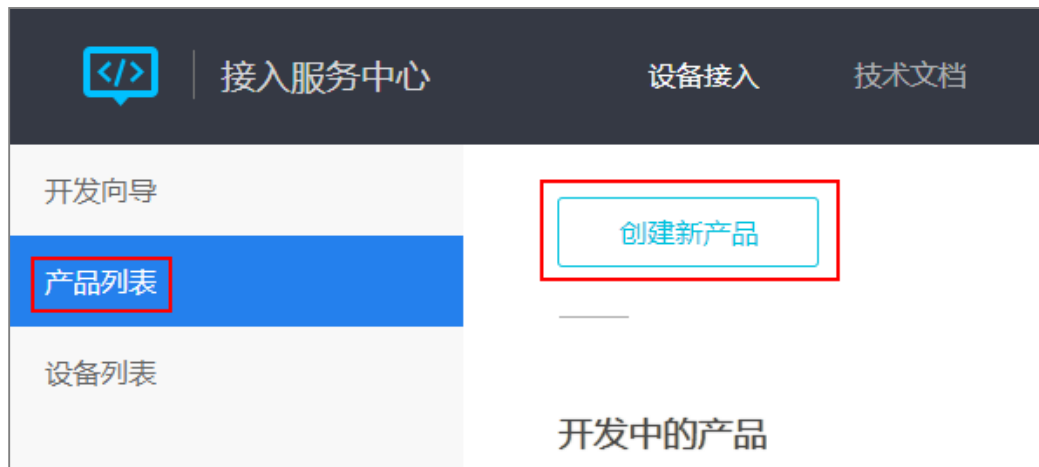 </> 接入服务中心 设备接入 技术文档
开发向导
创建新产品
产品列表
设备列表
开发中的产品